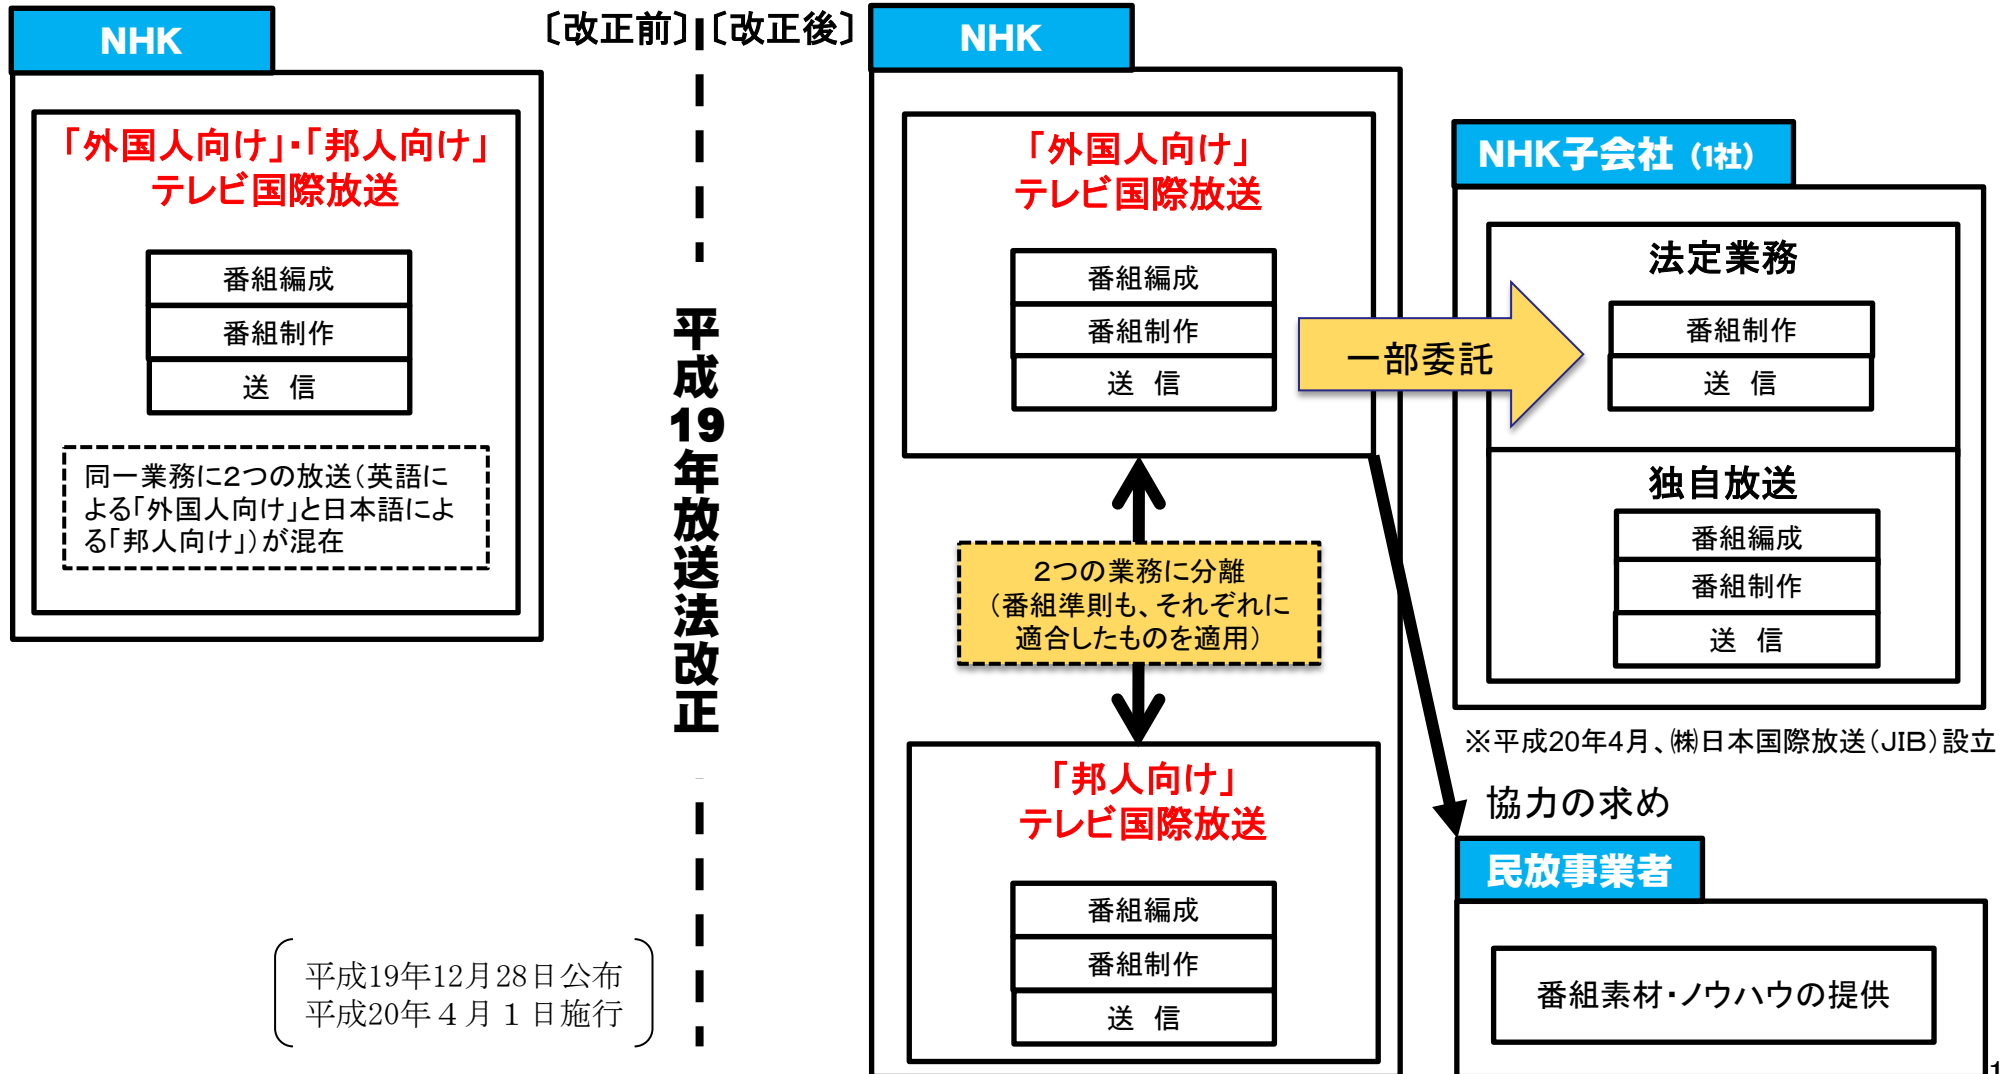 NHK
「外国人向け」・「邦人向け」
テレビ国際放送
番組編成
番組制作
送 信
同一業務に2つの放送(英語に
よる「外国人向け」と日本語によ
る「邦人向け」)が混在
〔改正前〕
〔改正後〕
平成19年放送法改正
平成19年12月28日公布
平成20年４月１日施行
NHK
「外国人向け」
テレビ国際放送
番組編成
番組制作
送 信
一部委託
2つの業務に分離
(番組準則も、それぞれに
適合したものを適用)
「邦人向け」
テレビ国際放送
番組編成
番組制作
送 信
NHK子会社(1社)
法定業務
番組制作
送 信
独自放送
番組編成
番組制作
送 信
※平成20年4月、㈱日本国際放送(JIB)設立
協力の求め
民放事業者
番組素材・ノウハウの提供